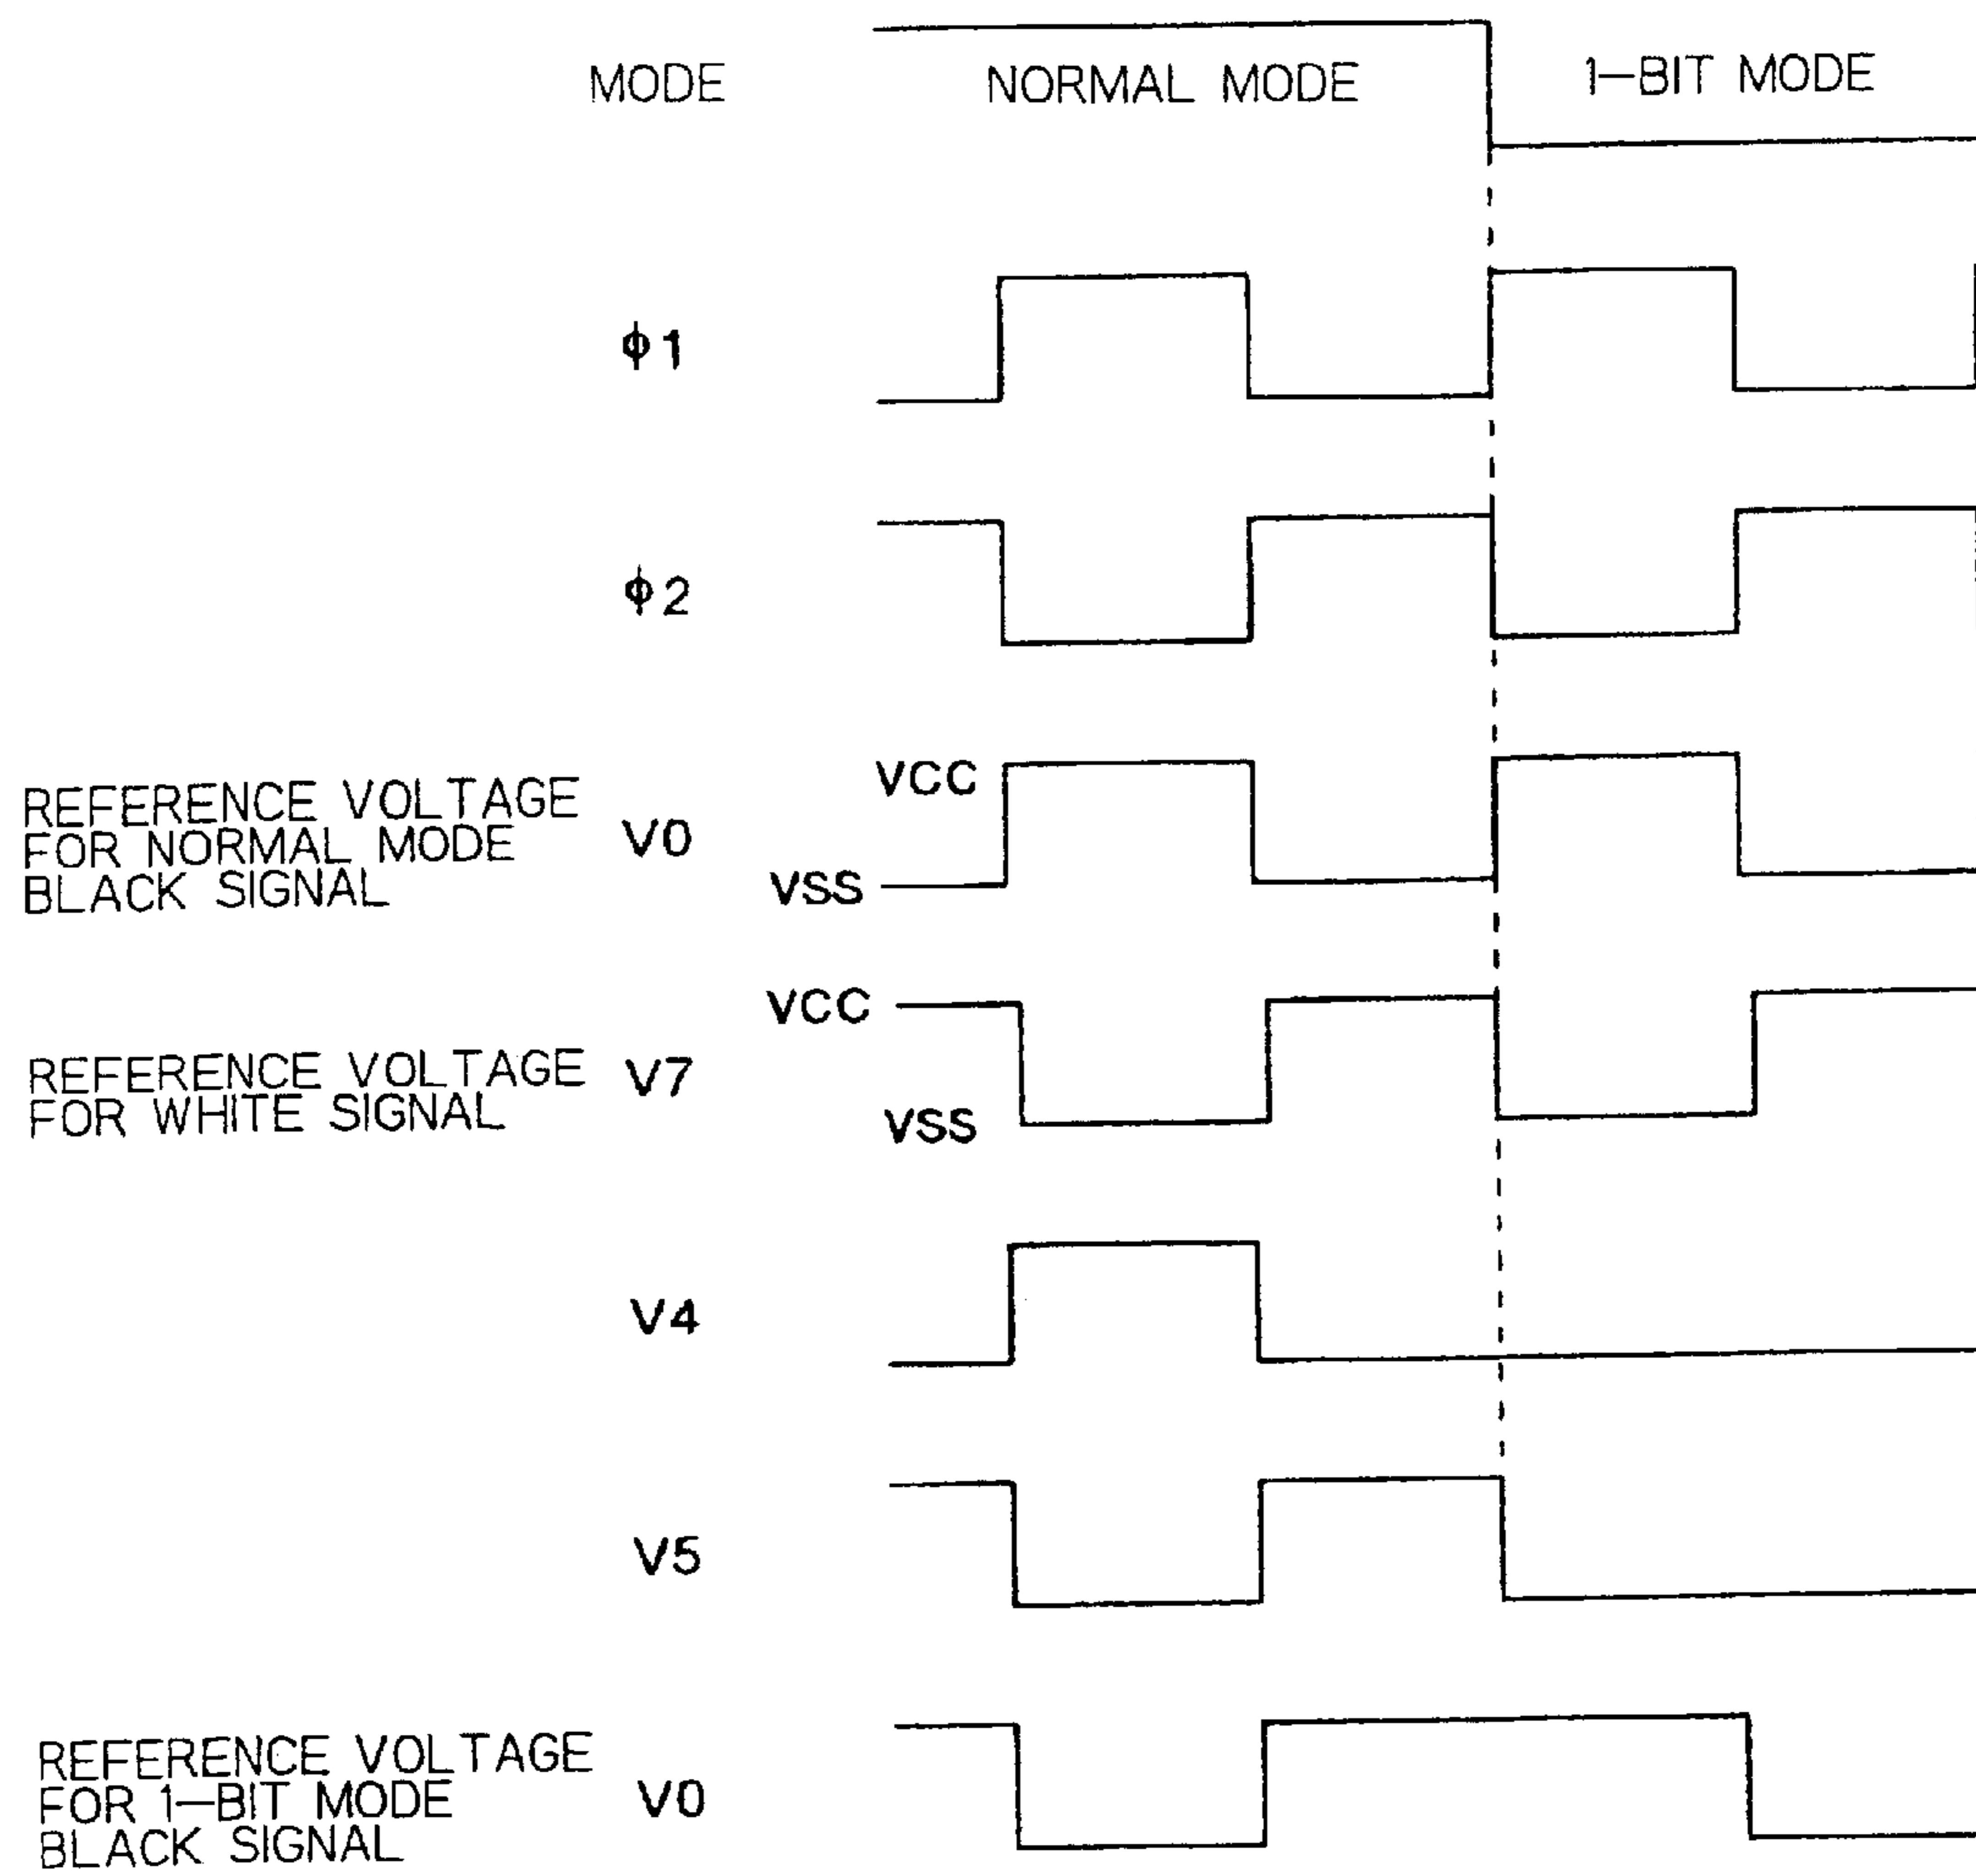 MODE NORMAL MODE 1-BIT MODE
φ1
φ2
REFERENCE VOLTAGE
FOR NORMAL MODE
BLACK SIGNAL
V0
VCC
VSS
REFERENCE VOLTAGE
FOR WHITE SIGNAL
V7
VCC
VSS
V4
V5
REFERENCE VOLTAGE
FOR 1-BIT MODE
BLACK SIGNAL
V0